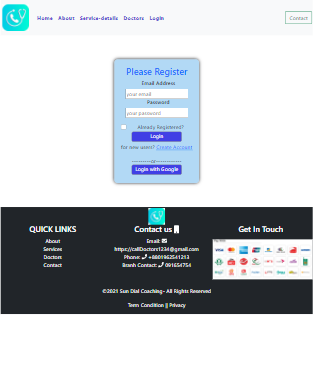 Home About Service-details Doctors Login
Contact
Please Register
Email Address
your email
Password
your password
Already Registered?
Login
for new users? Create Account
----------or-----------
Login with Google
QUICK LINKS
About
Services
Doctors
Contact
Contact us
Email:
https://callDoctors1234@gmail.com
Phone: +8801962541213
Branh Contact: 091654754
Get In Touch
©2021 Sun Dial Coaching- All Rights Reserved
Term Condition || Privacy